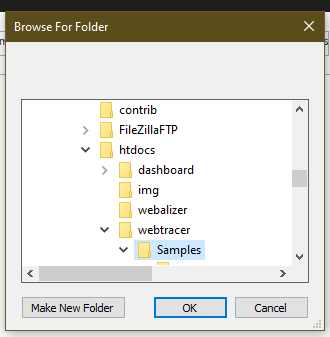 Browse For Folder
contrib
FileZillaFTP
htdocs
dashboard
img
webalizer
webtracer
Samples
Make New Folder
OK
Cancel